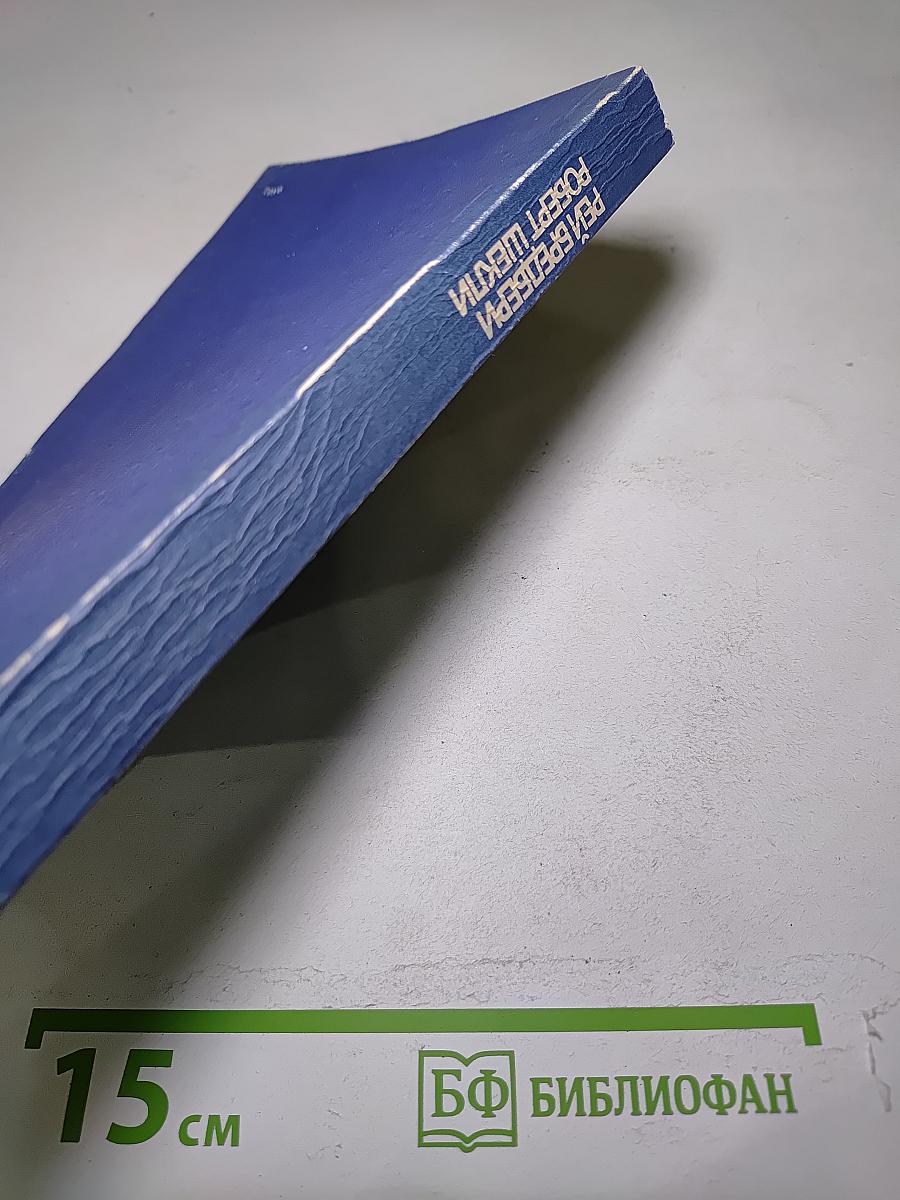 РЕЙ БРЕДБЕРИ
РОБЕРТ ШЕКЛИ
15 см
БФ БИБЛИОФАН